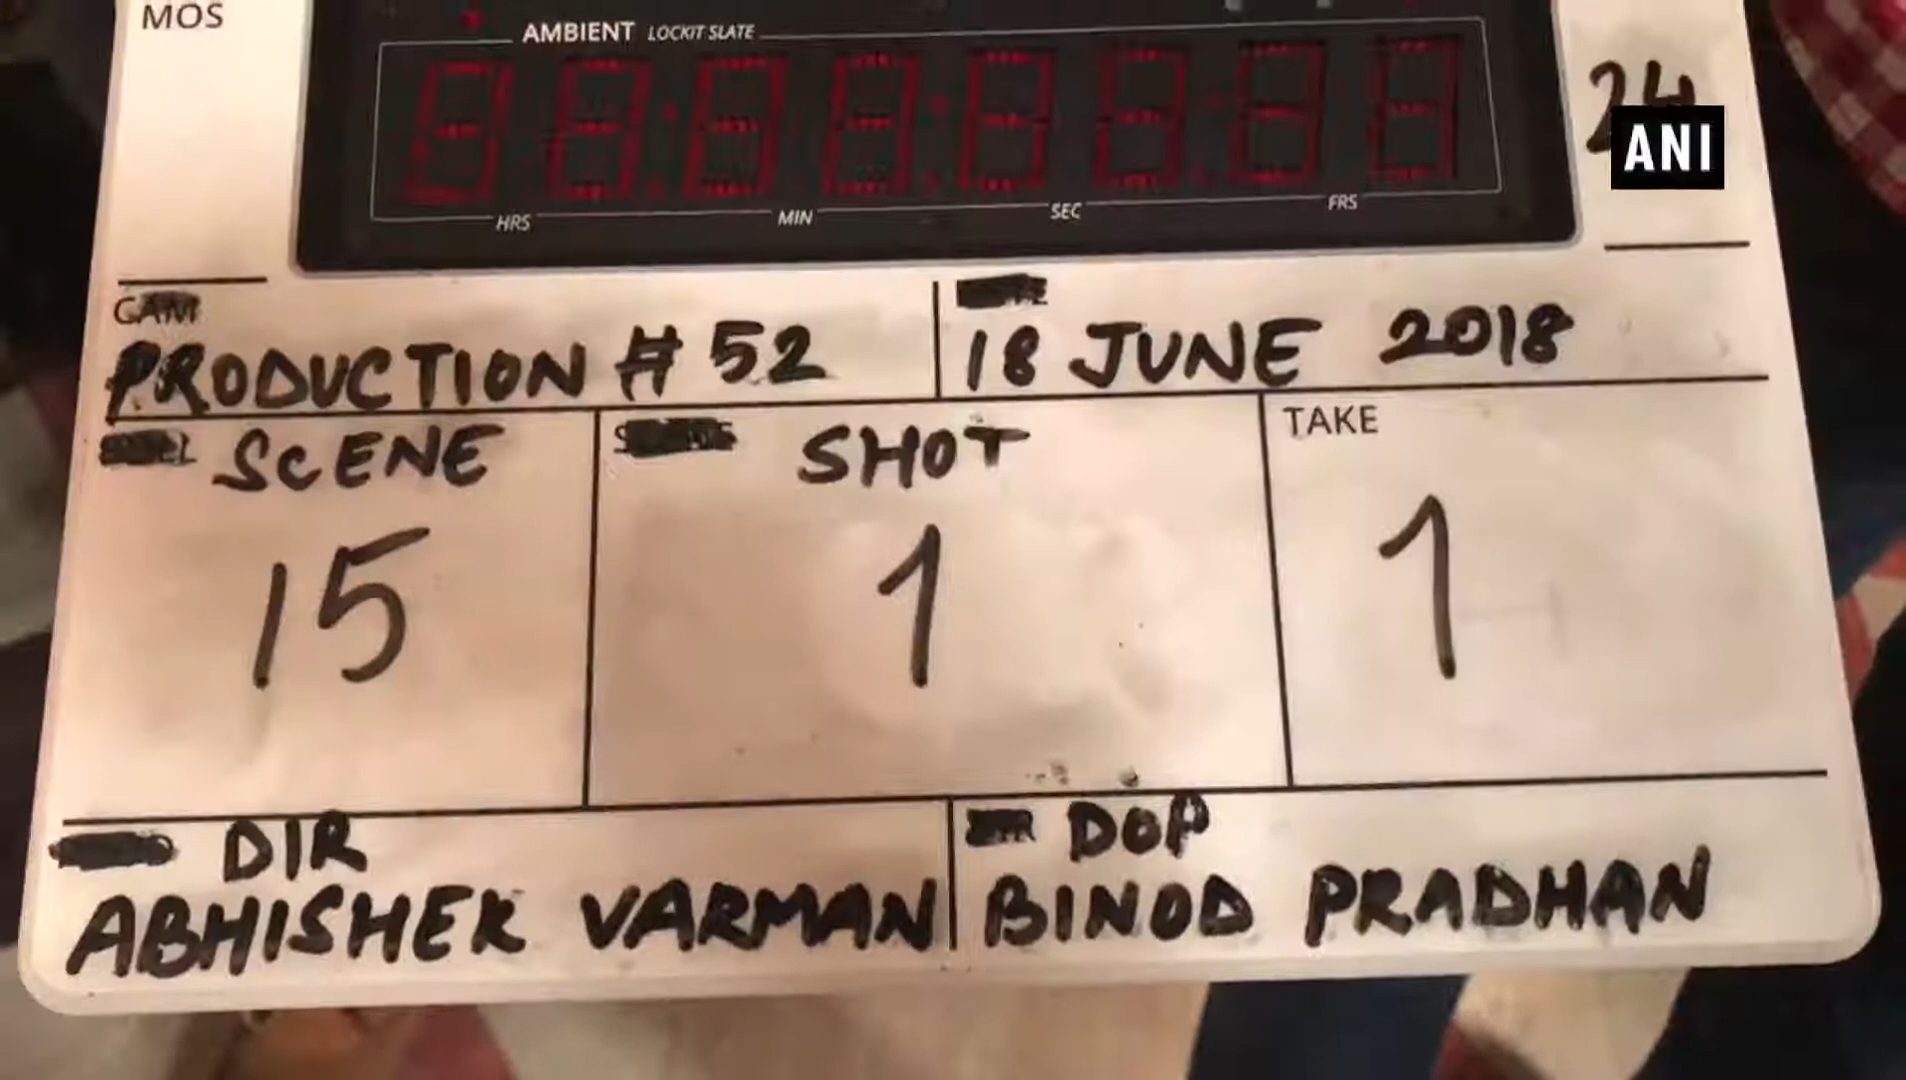 MOS
AMBIENT LOCKIT SLATE
24
ANI
HRS MIN SEC FRS
CAM
PRODUCTION # 52
18 JUNE 2018
SCENE
15
SHOT
1
TAKE
1
DIR
ABHISHEK VARMAN
DOP
BINOD PRADHAN